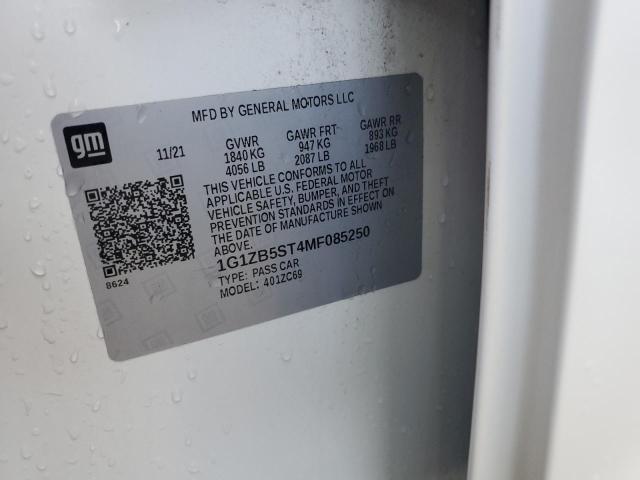 MFD BY GENERAL MOTORS LLC
gm
11/21
GVWR GAWR FRT GAWR RR
1840 KG 947 KG 893 KG
4056 LB 2087 LB 1968 LB
THIS VEHICLE CONFORMS TO ALL
APPLICABLE U.S. FEDERAL MOTOR
VEHICLE SAFETY, BUMPER, AND THEFT
PREVENTION STANDARDS IN EFFECT ON
THE DATE OF MANUFACTURE SHOWN
ABOVE.
1G1ZB5ST4MF085250
TYPE: PASS CAR
MODEL: 401ZC69
8624